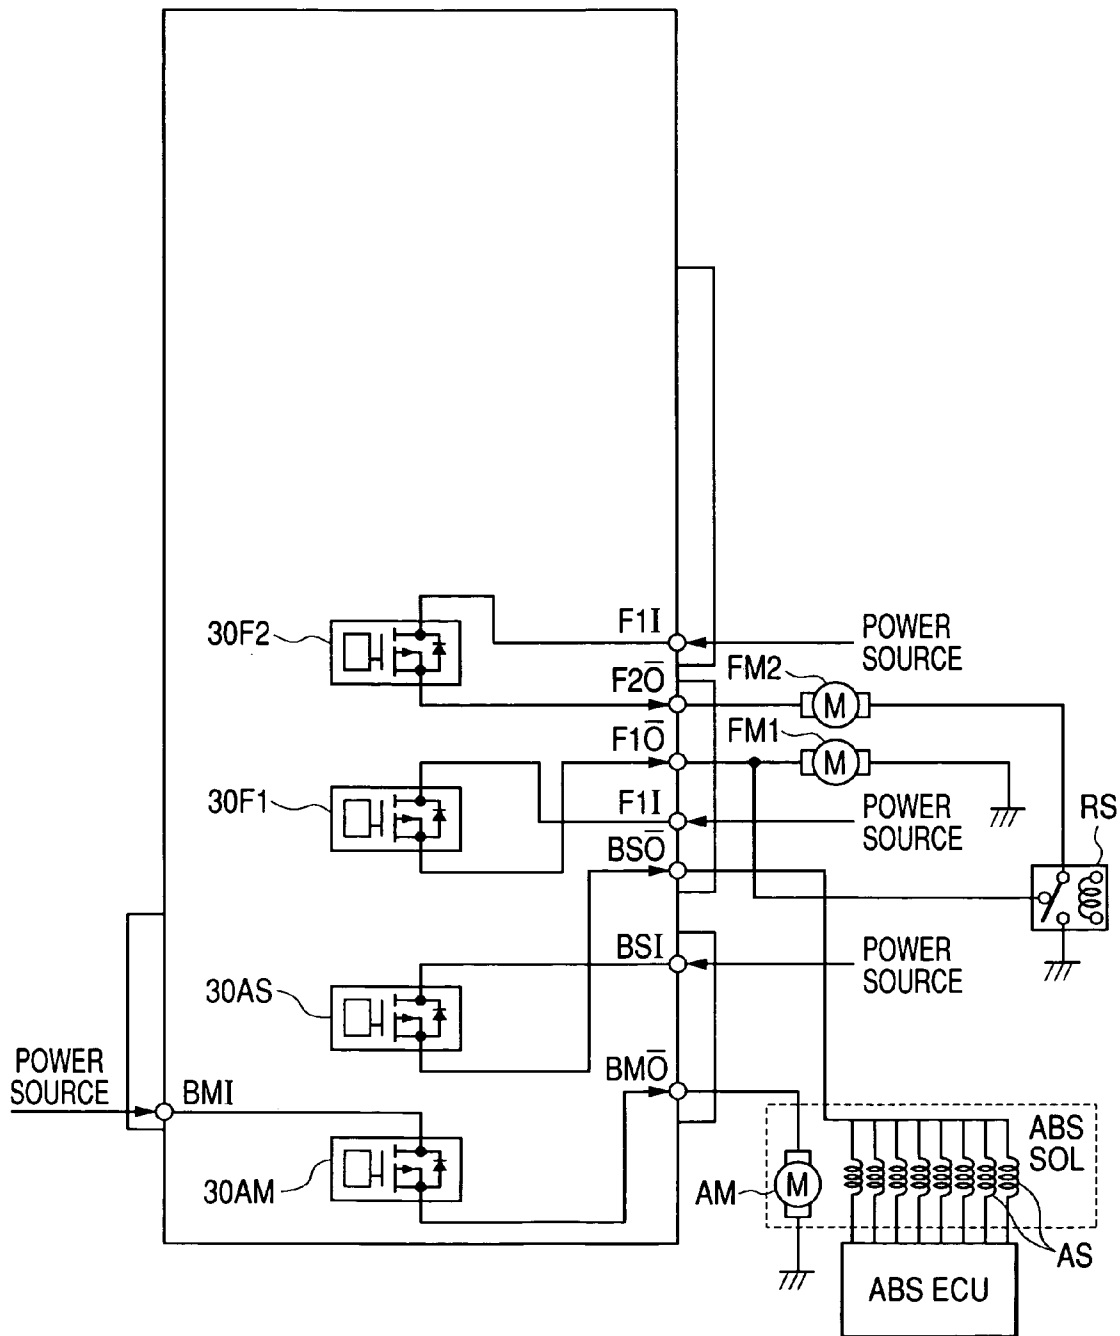 30F2
F1I
POWER
SOURCE
F2O̅
FM2
M
F1O̅
FM1
M
30F1
F1I
POWER
SOURCE
RS
BSO̅
BSI
POWER
SOURCE
30AS
POWER
SOURCE
BMI
BMO̅
ABS
SOL
30AM
AM
M
AS
ABS ECU